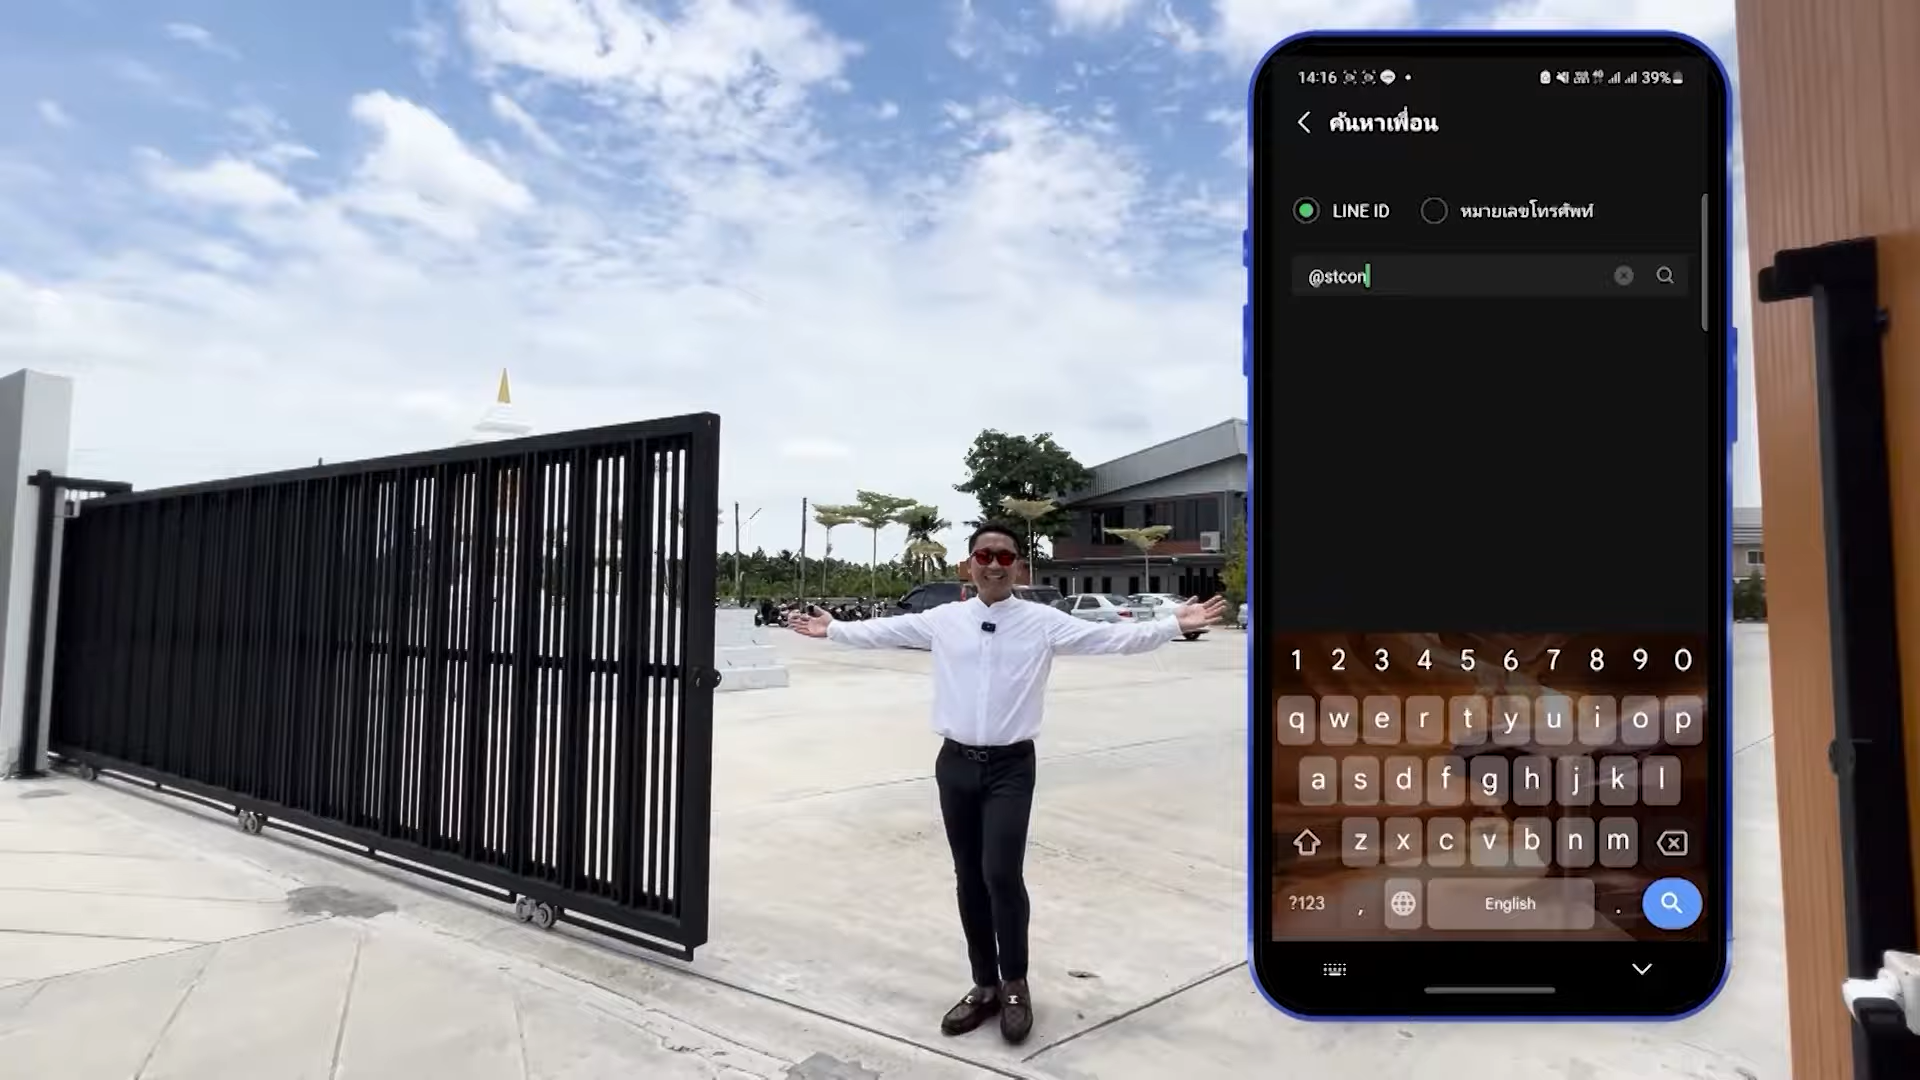 14:16
39%
ค้นหาเพื่อน
LINE ID
หมายเลขโทรศัพท์
@stcon
1 2 3 4 5 6 7 8 9 0
q w e r t y u i o p
a s d f g h j k l
z x c v b n m
?123 , English .